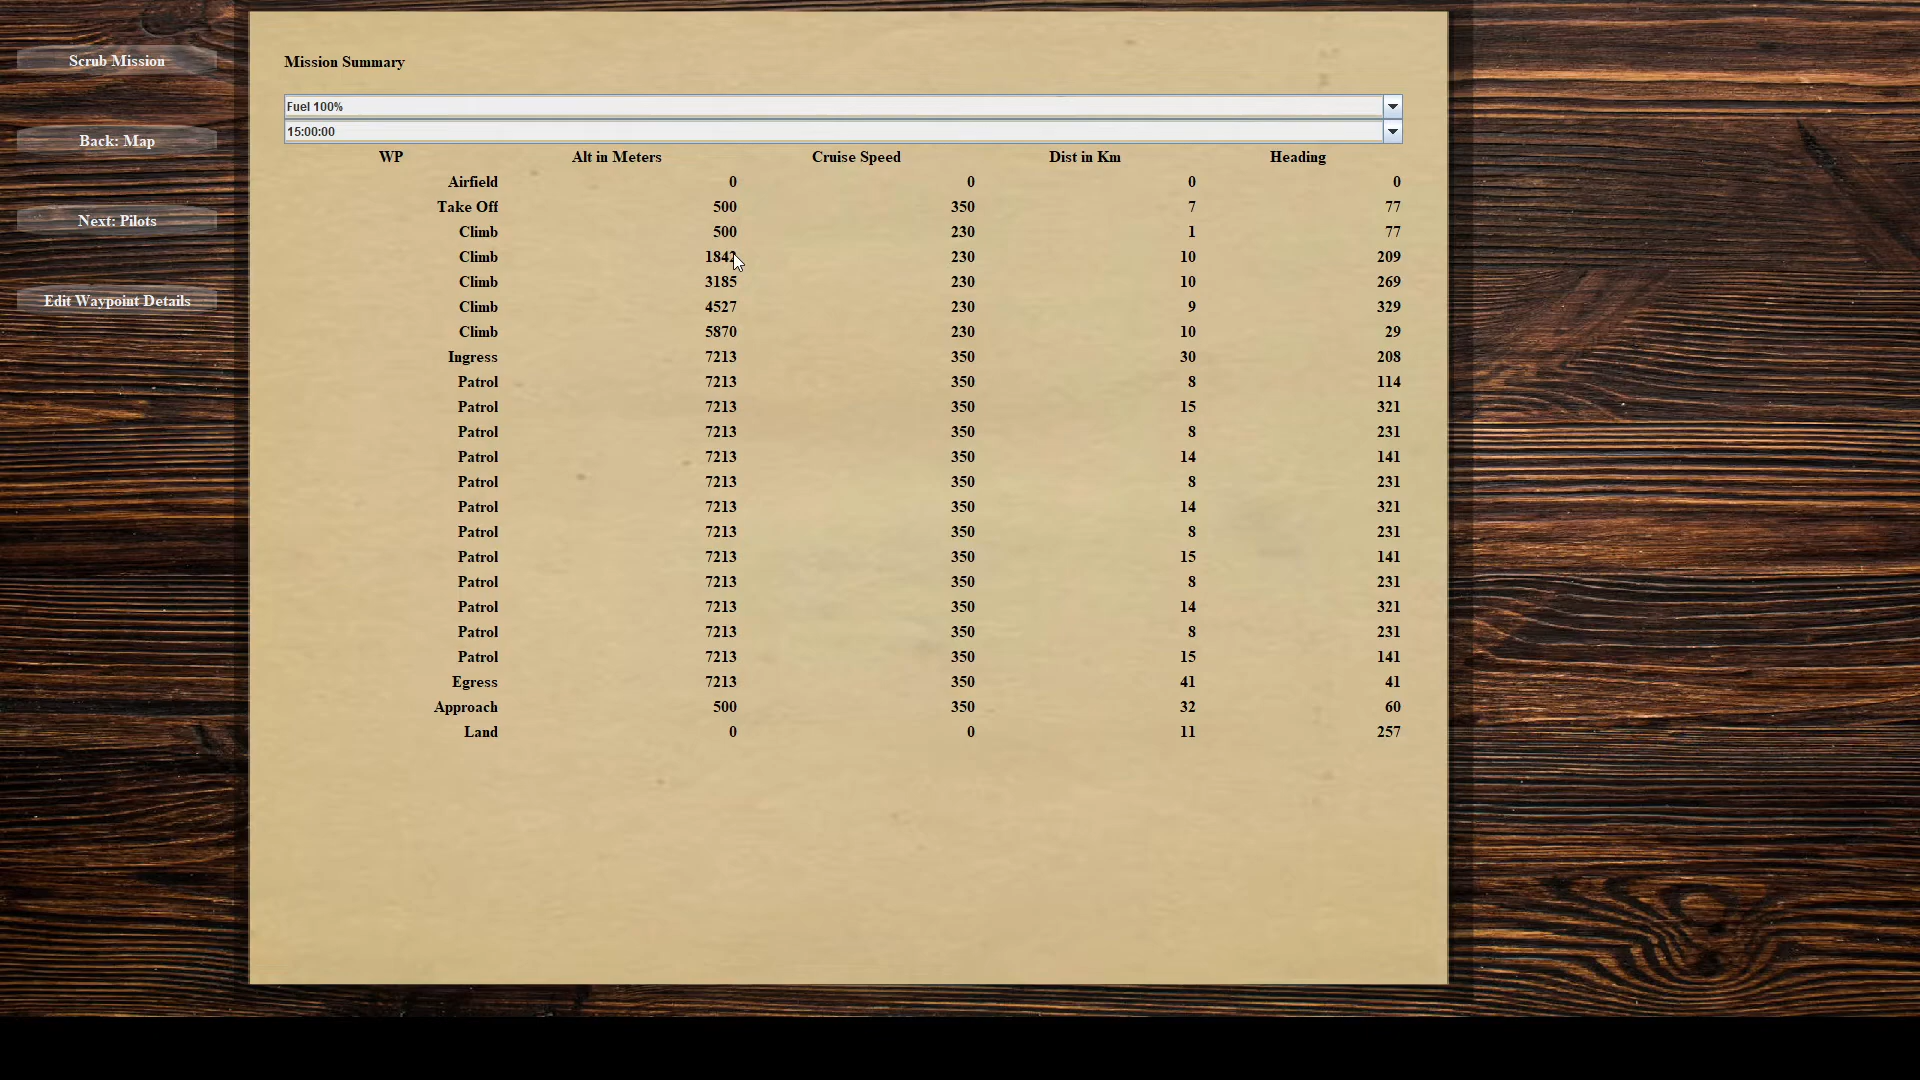 Scrub Mission
Back: Map
Next: Pilots
Edit Waypoint Details
Mission Summary
Fuel 100%
15:00:00
WP Alt in Meters Cruise Speed Dist in Km Heading
Airfield 0 0 0 0
Take Off 500 350 7 77
Climb 500 230 1 77
Climb 1842 230 10 209
Climb 3185 230 10 269
Climb 4527 230 9 329
Climb 5870 230 10 29
Ingress 7213 350 30 208
Patrol 7213 350 8 114
Patrol 7213 350 15 321
Patrol 7213 350 8 231
Patrol 7213 350 14 141
Patrol 7213 350 8 231
Patrol 7213 350 14 321
Patrol 7213 350 8 231
Patrol 7213 350 15 141
Patrol 7213 350 8 231
Patrol 7213 350 14 321
Patrol 7213 350 8 231
Patrol 7213 350 15 141
Egress 7213 350 41 41
Approach 500 350 32 60
Land 0 0 11 257